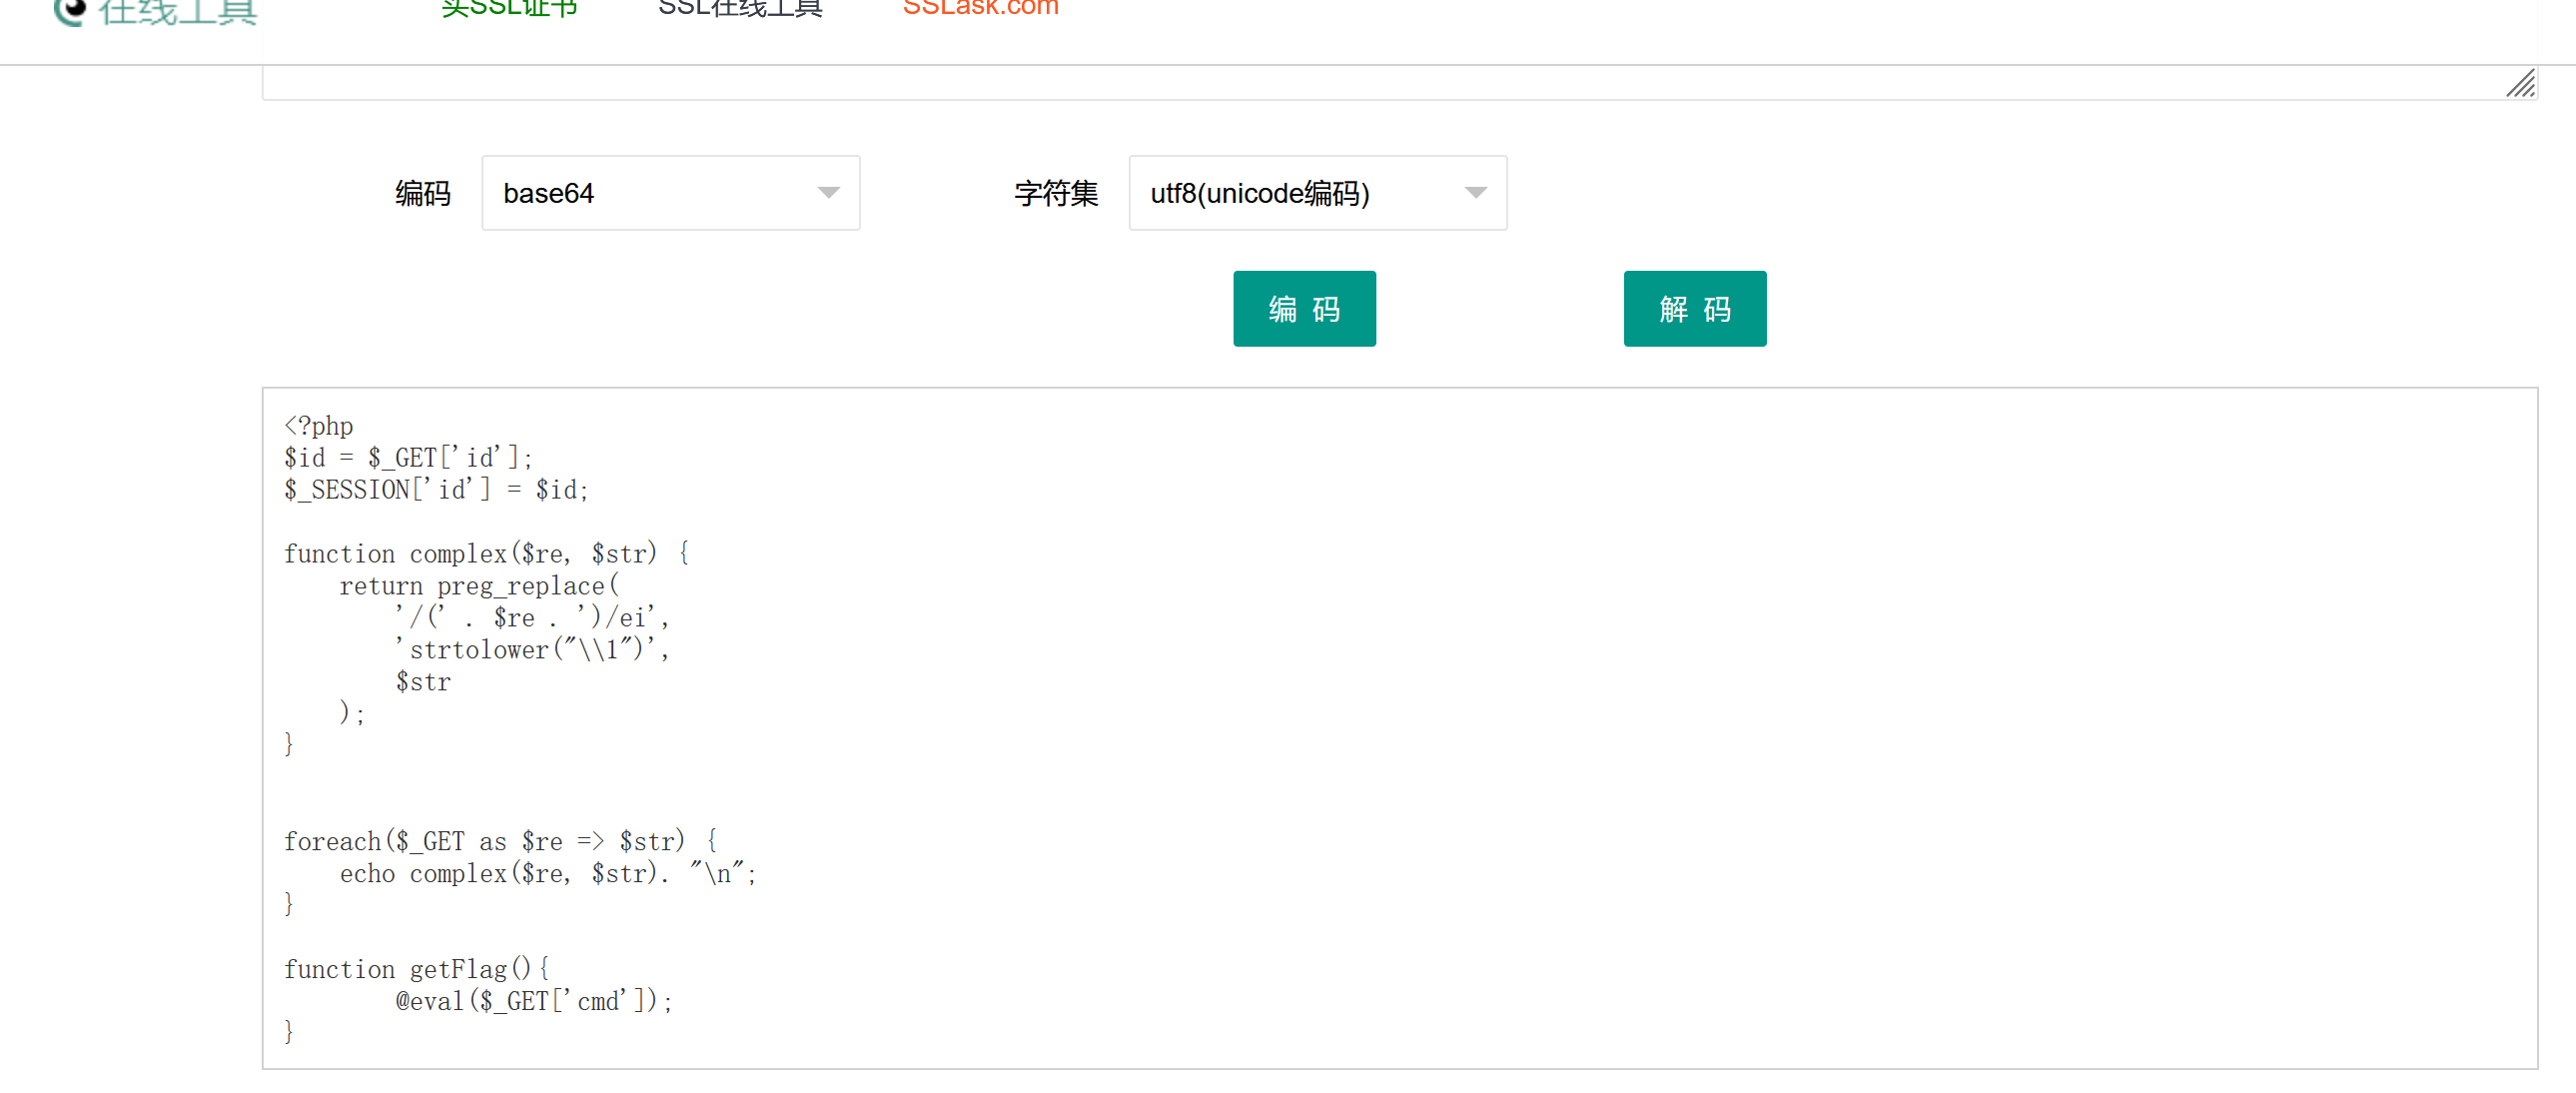 在线工具 买SSL证书 SSL在线工具 SSLask.com
编码 base64 字符集 utf8(unicode编码)
编 码 解 码
<?php
$id = $_GET['id'];
$_SESSION['id'] = $id;

function complex($re, $str) {
    return preg_replace(
        '/(' . $re . ')/ei',
        'strtolower("\\1")',
        $str
    );
}


foreach($_GET as $re => $str) {
    echo complex($re, $str). "\n";
}

function getFlag(){
        @eval($_GET['cmd']);
}